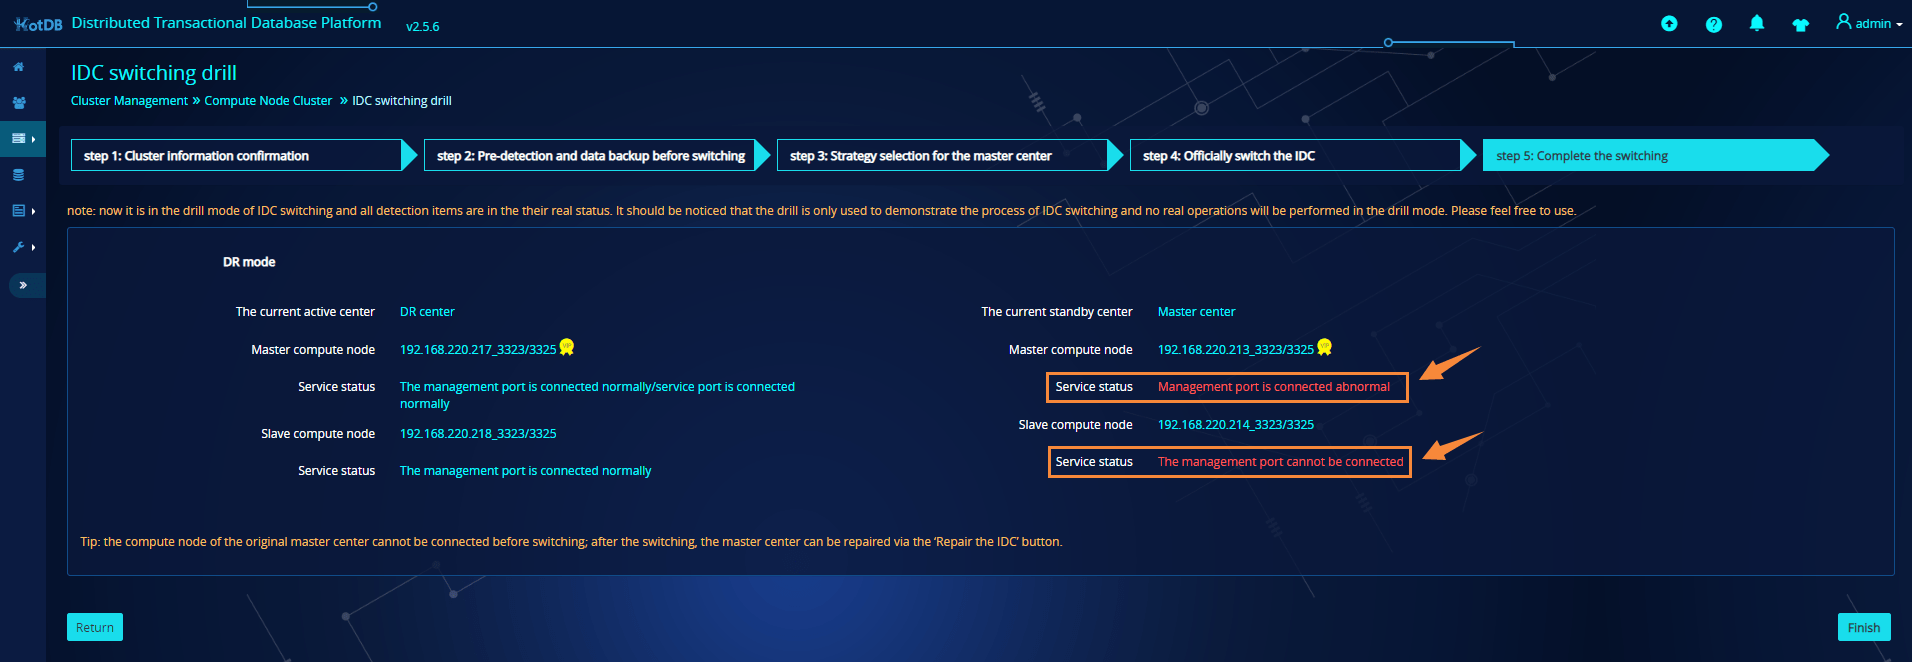 HotDB Distributed Transactional Database Platform v2.5.6
admin
IDC switching drill
Cluster Management » Compute Node Cluster » IDC switching drill
step 1: Cluster information confirmation
step 2: Pre-detection and data backup before switching
step 3: Strategy selection for the master center
step 4: Officially switch the IDC
step 5: Complete the switching
note: now it is in the drill mode of IDC switching and all detection items are in the their real status. It should be noticed that the drill is only used to demonstrate the process of IDC switching and no real operations will be performed in the drill mode. Please feel free to use.
DR mode
The current active center DR center
Master compute node 192.168.220.217_3323/3325 VIP
Service status The management port is connected normally/service port is connected
normally
Slave compute node 192.168.220.218_3323/3325
Service status The management port is connected normally
The current standby center Master center
Master compute node 192.168.220.213_3323/3325 VIP
Service status Management port is connected abnormal
Slave compute node 192.168.220.214_3323/3325
Service status The management port cannot be connected
Tip: the compute node of the original master center cannot be connected before switching; after the switching, the master center can be repaired via the ‘Repair the IDC’ button.
Return
Finish